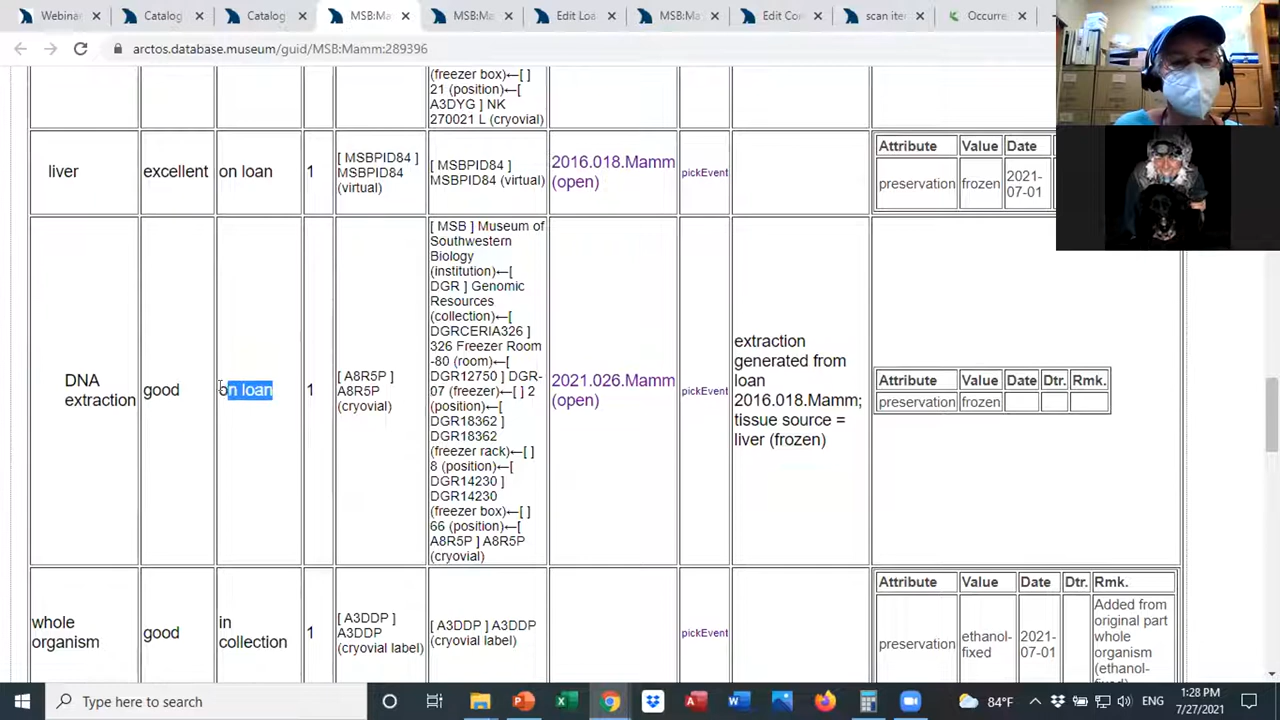 Webina
Catalog
Catalog
MSB:Ma
MSB:Ma
Edit Loa
MSB:Ma
Edit Co
scan ite
Occurre
arctos.database.museum/guid/MSB:Mamm:289396
(freezer box)←[ ]
21 (position)←[
A3DYG ] NK
270021 L (cryovial)
liver
excellent
on loan
1
[ MSBPID84 ]
MSBPID84
(virtual)
[ MSBPID84 ]
MSBPID84 (virtual)
2016.018.Mamm
(open)
pickEvent
Attribute Value Date
preservation frozen 2021-
07-01
DNA
extraction
good
on loan
1
[ A8R5P ]
A8R5P
(cryovial)
[ MSB ] Museum of
Southwestern
Biology
(institution)←[
DGR ] Genomic
Resources
(collection)←[
DGRCERIA326 ]
326 Freezer Room
-80 (room)←[
DGR12750 ] DGR-
07 (freezer)←[ ] 2
(position)←[
DGR18362 ]
DGR18362
(freezer rack)←[ ]
8 (position)←[
DGR14230 ]
DGR14230
(freezer box)←[ ]
66 (position)←[
A8R5P ] A8R5P
(cryovial)
2021.026.Mamm
(open)
pickEvent
extraction
generated from
loan
2016.018.Mamm;
tissue source =
liver (frozen)
Attribute Value Date Dtr. Rmk.
preservation frozen
whole
organism
good
in
collection
1
[ A3DDP ]
A3DDP
(cryovial label)
[ A3DDP ] A3DDP
(cryovial label)
pickEvent
Attribute Value Date Dtr. Rmk.
preservation
ethanol-
fixed
2021-
07-01
Added from
original part
whole
organism
(ethanol-
fixed)
Type here to search
84°F
ENG
1:28 PM
7/27/2021